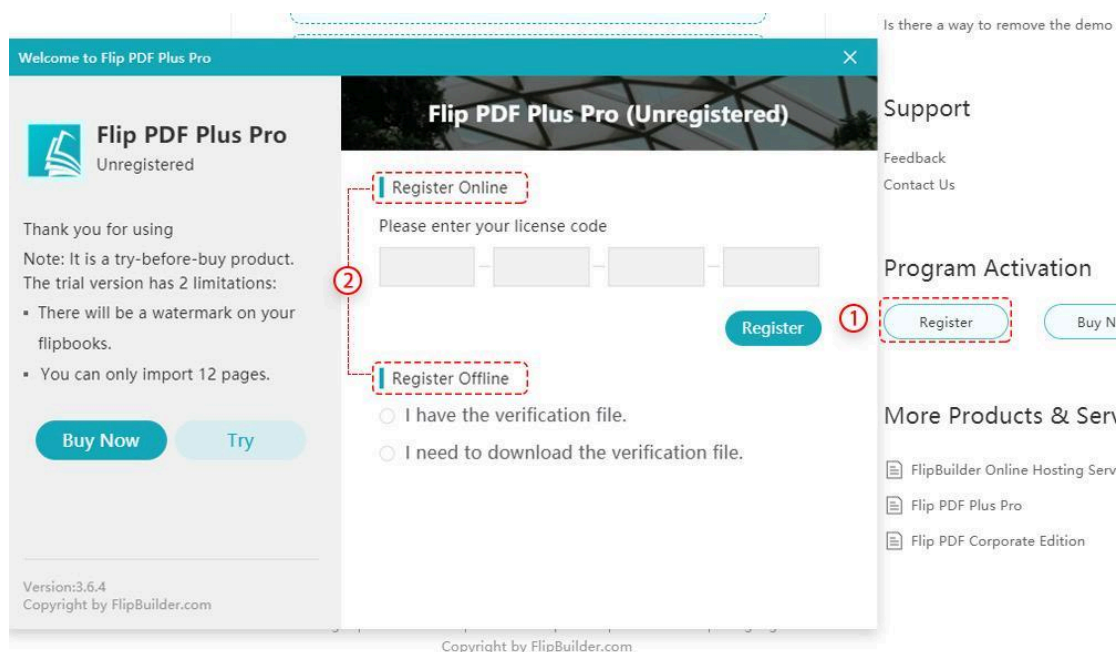 Is there a way to remove the demo
Welcome to Flip PDF Plus Pro
Flip PDF Plus Pro
Unregistered
Thank you for using
Note: It is a try-before-buy product.
The trial version has 2 limitations:
There will be a watermark on your
flipbooks.
You can only import 12 pages.
Buy Now
Try
Version:3.6.4
Copyright by FlipBuilder.com
Flip PDF Plus Pro (Unregistered)
Register Online
Please enter your license code
2
Register
Register Offline
I have the verification file.
I need to download the verification file.
Support
Feedback
Contact Us
Program Activation
1
Register
Buy N
More Products & Serv
FlipBuilder Online Hosting Serv
Flip PDF Plus Pro
Flip PDF Corporate Edition
Copyright by FlipBuilder.com